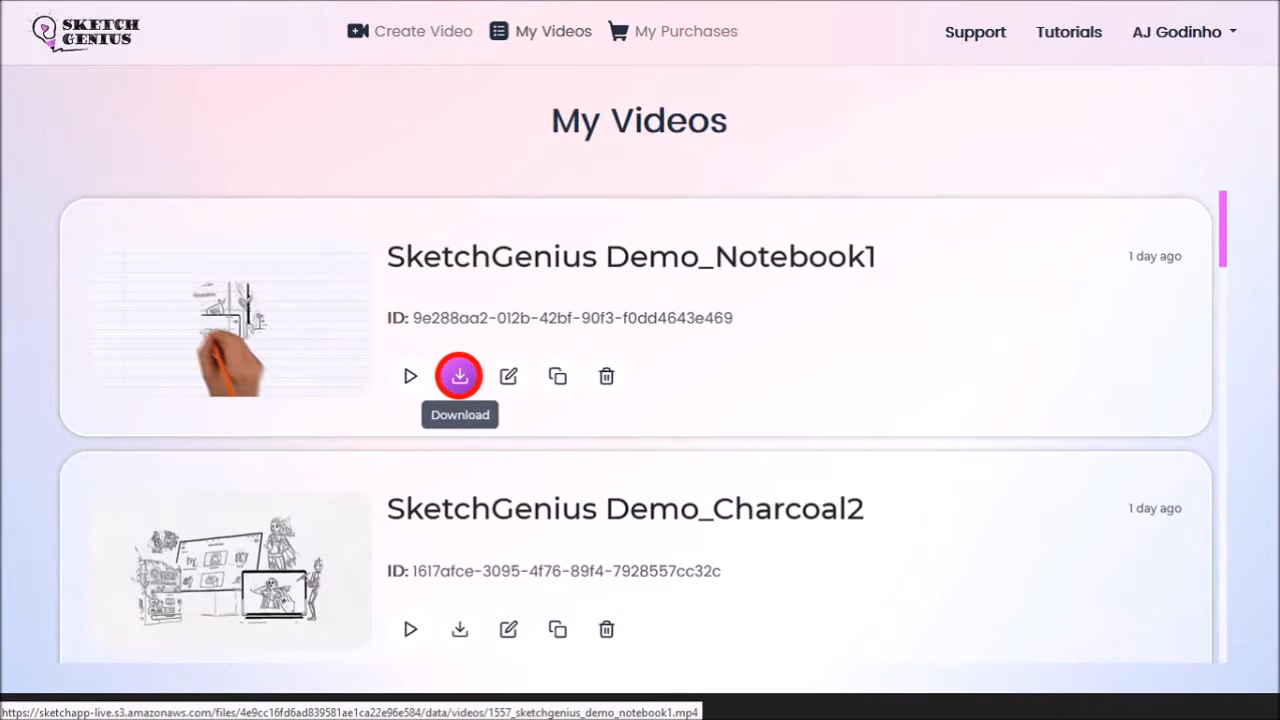 SKETCH
GENIUS
Create Video
My Videos
My Purchases
Support
Tutorials
AJ Godinho
My Videos
SketchGenius Demo_Notebook1
1 day ago
ID: 9e288aa2-012b-42bf-90f3-f0dd4643e469
Download
SketchGenius Demo_Charcoal2
1 day ago
ID: 1617afce-3095-4f76-89f4-7928557cc32c
https://sketchapp-live.s3.amazonaws.com/files/4e9cc16fd6ad839581ae1ca22e96e584/data/videos/1557_sketchgenius_demo_notebook1.mp4